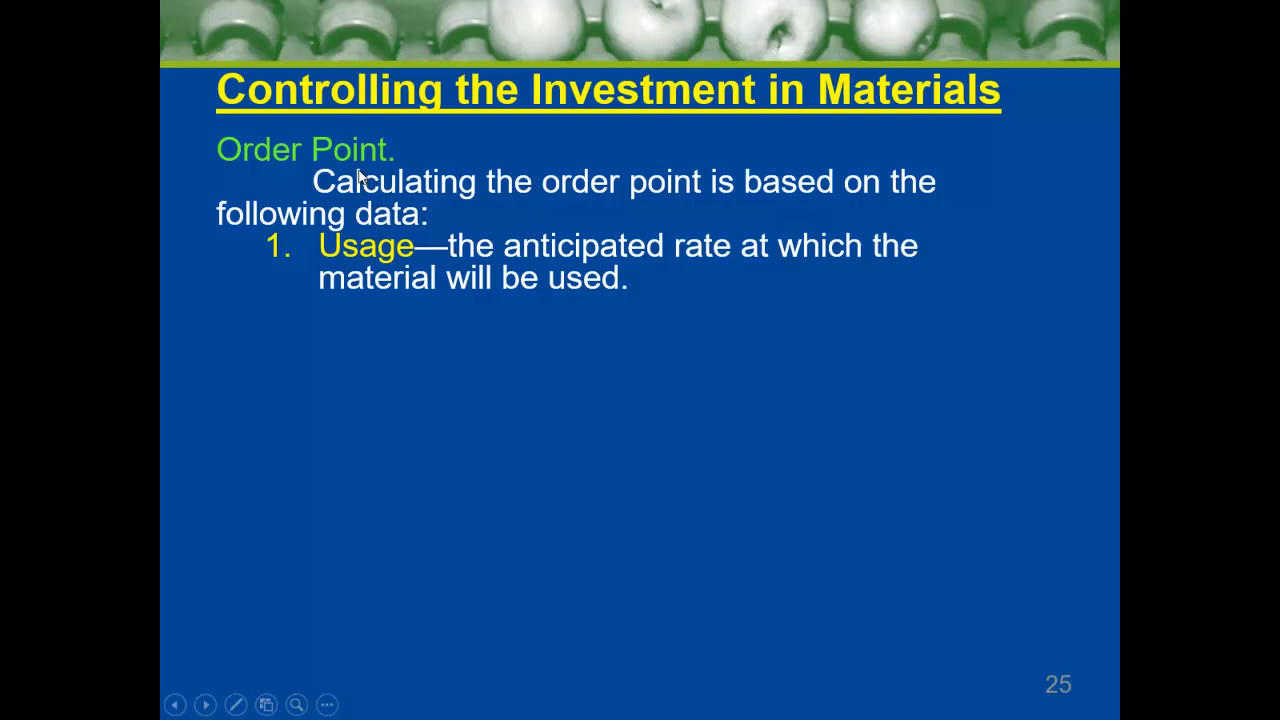 Controlling the Investment in Materials
Order Point.
Calculating the order point is based on the
following data:
1. Usage—the anticipated rate at which the
material will be used.
25